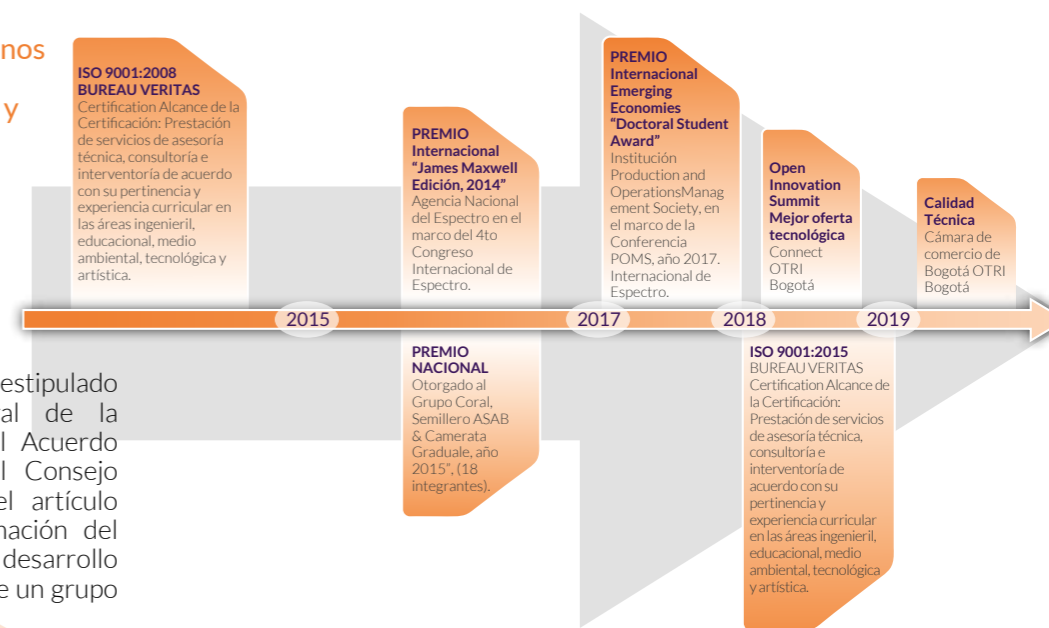 nos
y
ISO 9001:2008
BUREAU VERITAS
Certification Alcance de la
Certificación: Prestación
de servicios de asesoría
técnica, consultoría e
interventoría de acuerdo
con su pertinencia y
experiencia curricular en
las áreas ingenieril,
educacional, medio
ambiental, tecnológica y
artística.
PREMIO
Internacional
"James Maxwell
Edición, 2014"
Agencia Nacional
del Espectro en el
marco del 4to
Congreso
Internacional de
Espectro.
PREMIO
Internacional
Emerging
Economies
"Doctoral Student
Award"
Institución
Production and
OperationsManag
ement Society, en
el marco de la
Conferencia
POMS, año 2017.
Internacional de
Espectro.
Open
Innovation
Summit
Mejor oferta
tecnológica
Connect
OTRI
Bogotá
Calidad
Técnica
Cámara de
comercio de
Bogotá OTRI
Bogotá
2015
2017
2018
2019
PREMIO
NACIONAL
Otorgado al
Grupo Coral,
Semillero ASAB
& Camerata
Graduale, año
2015", (18
integrantes).
ISO 9001:2015
BUREAU VERITAS
Certification Alcance de
la Certificación:
Prestación de servicios
de asesoría técnica,
consultoría e
interventoría de
acuerdo con su
pertinencia y
experiencia curricular
en las áreas ingenieril,
educacional, medio
ambiental, tecnológica
y artística.
estipulado
al de la
l Acuerdo
l Consejo
el artículo
nación del
desarrollo
e un grupo